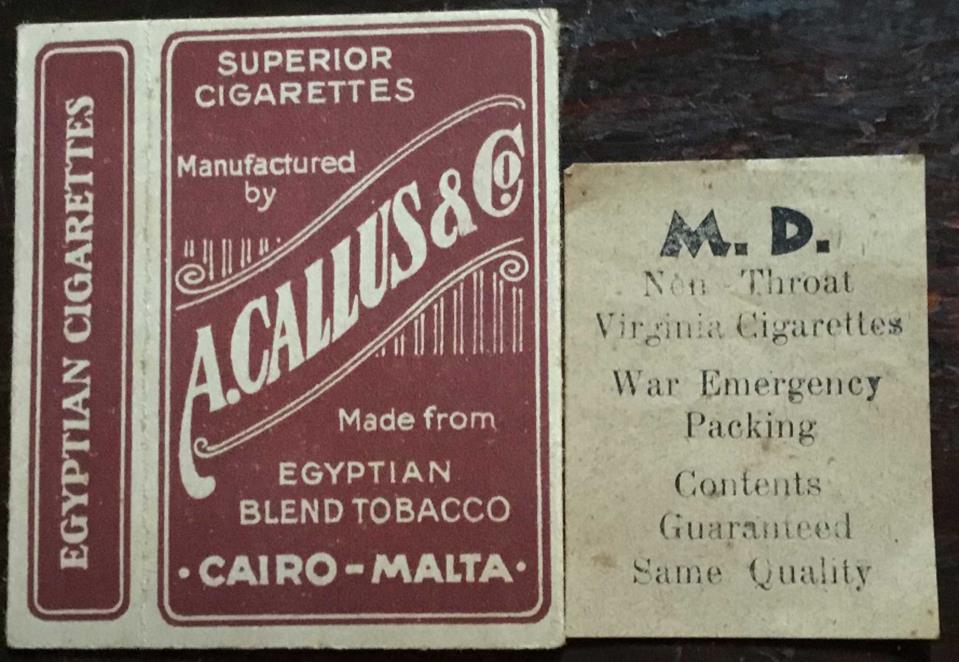 EGYPTIAN CIGARETTES
SUPERIOR
CIGARETTES
Manufactured
by
A. CALLUS & Co.
Made from
EGYPTIAN
BLEND TOBACCO
· CAIRO - MALTA ·
M. D.
Non - Throat
Virginia Cigarettes
War Emergency
Packing
Contents
Guaranteed
Same Quality